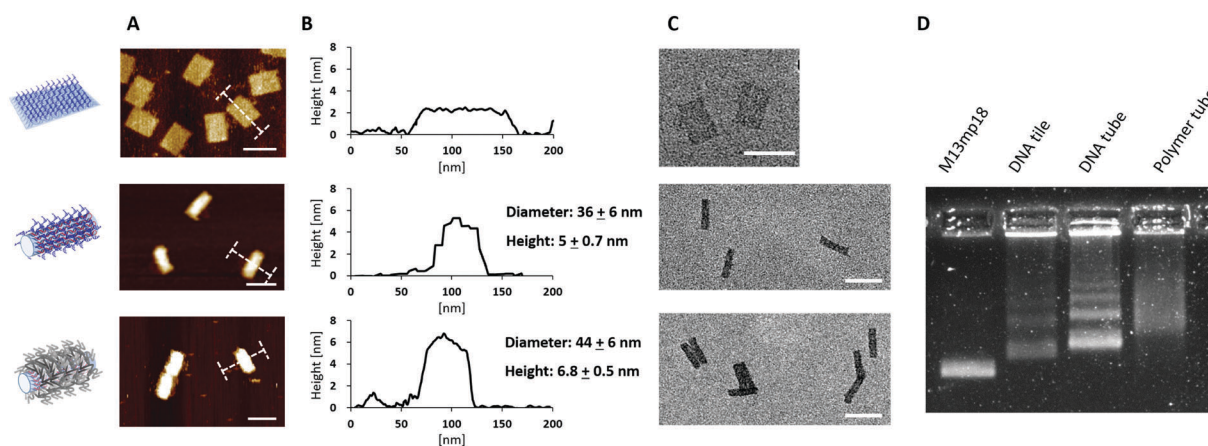 A
B
C
D
Height [nm]
8
6
4
2
0
0
50
100
150
200
[nm]
Height [nm]
8
6
4
2
0
0
50
100
150
200
[nm]
Diameter: 36 ± 6 nm
Height: 5 ± 0.7 nm
Height [nm]
8
6
4
2
0
0
50
100
150
200
[nm]
Diameter: 44 ± 6 nm
Height: 6.8 ± 0.5 nm
M13mp18
DNA tile
DNA tube
Polymer tube